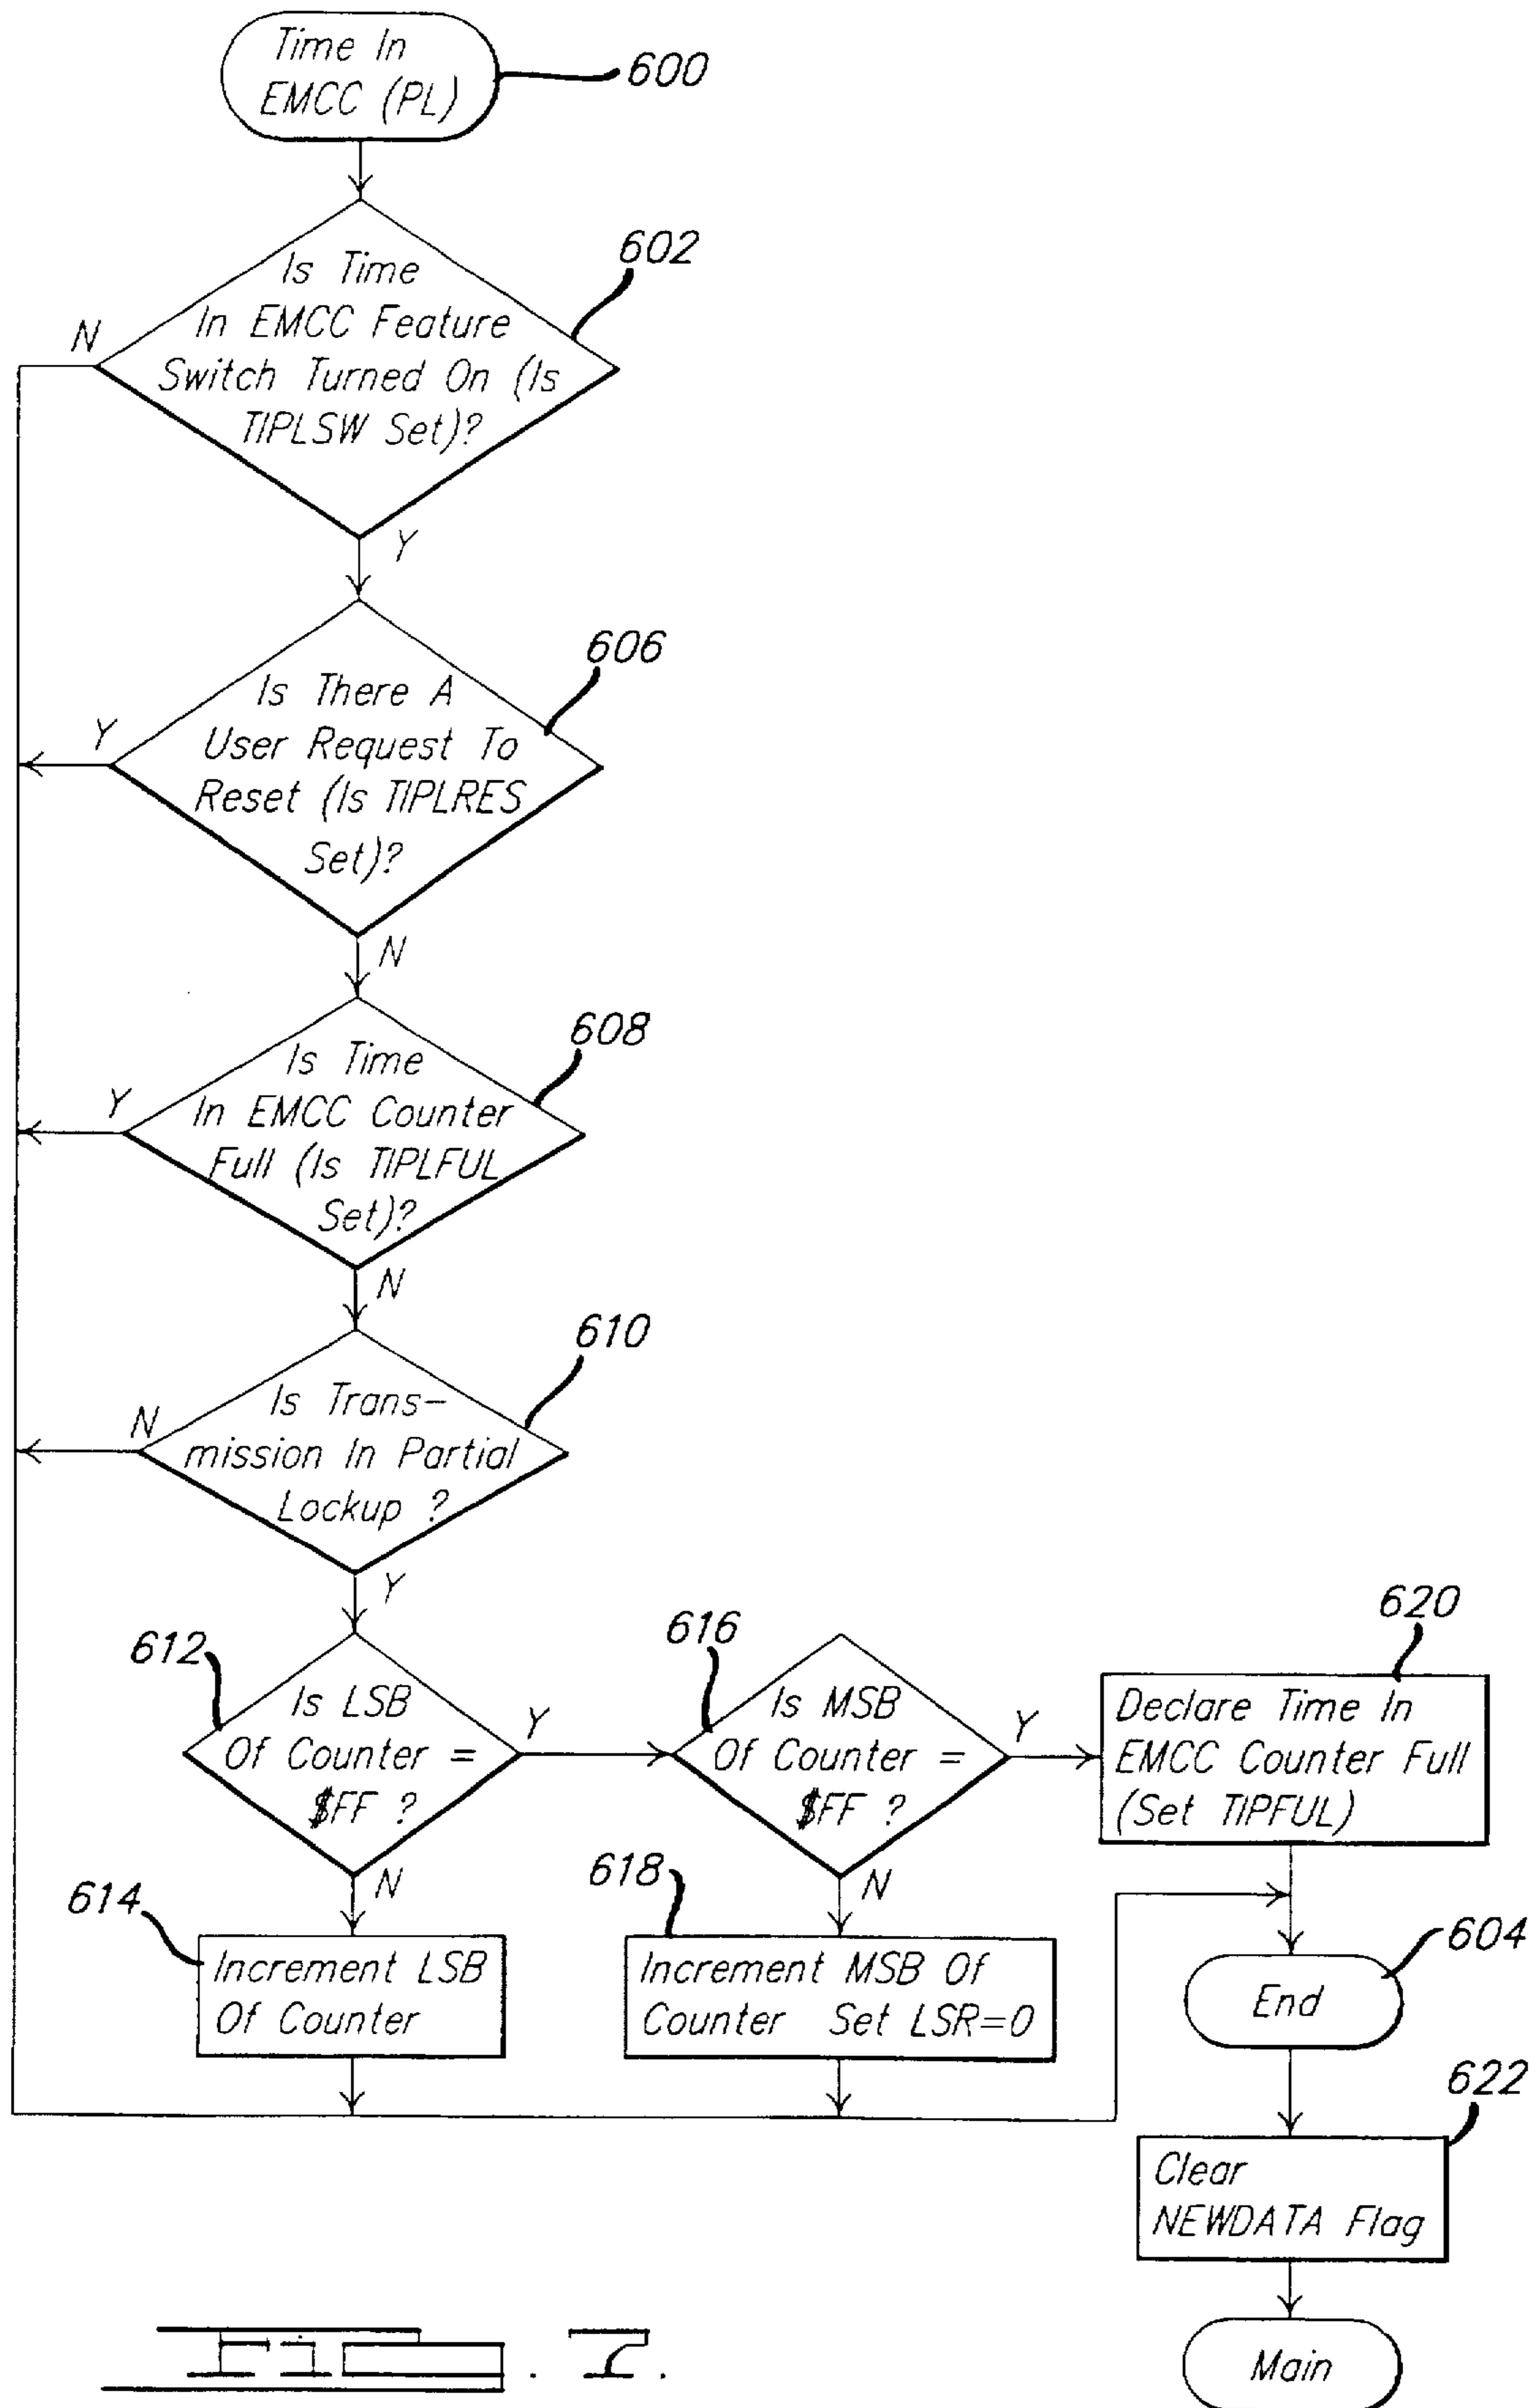 Time In
EMCC (PL)
600
602
Is Time
In EMCC Feature
Switch Turned On (Is
TIPLSW Set)?
N
Y
606
Is There A
User Request To
Reset (Is TIPLRES
Set)?
Y
N
608
Is Time
In EMCC Counter
Full (Is TIPLFUL
Set)?
Y
N
610
Is Trans-
mission In Partial
Lockup ?
N
Y
612
Is LSB
Of Counter =
$FF ?
Y
N
616
Is MSB
Of Counter =
$FF ?
Y
N
620
Declare Time In
EMCC Counter Full
(Set TIPFUL)
614
Increment LSB
Of Counter
618
Increment MSB Of
Counter Set LSR=0
604
End
622
Clear
NEWDATA Flag
Main
FIG. 7.